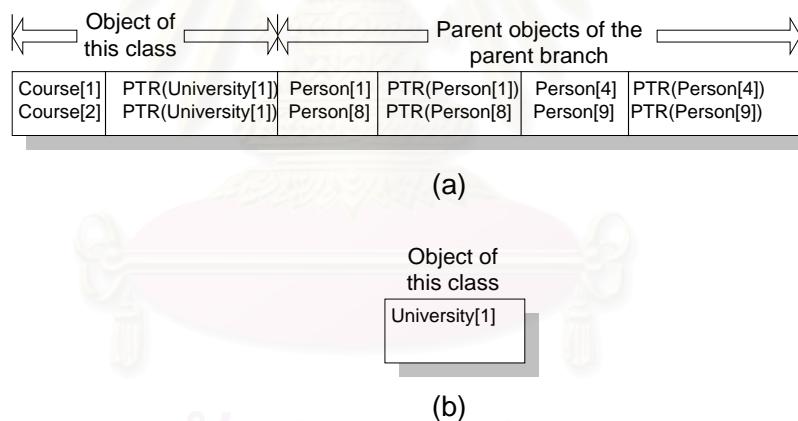 Object of
this class
Parent objects of the
parent branch
Course[1] PTR(University[1]) Person[1] PTR(Person[1]) Person[4] PTR(Person[4])
Course[2] PTR(University[1]) Person[8] PTR(Person[8] Person[9] PTR(Person[9])
(a)
Object of
this class
University[1]
(b)